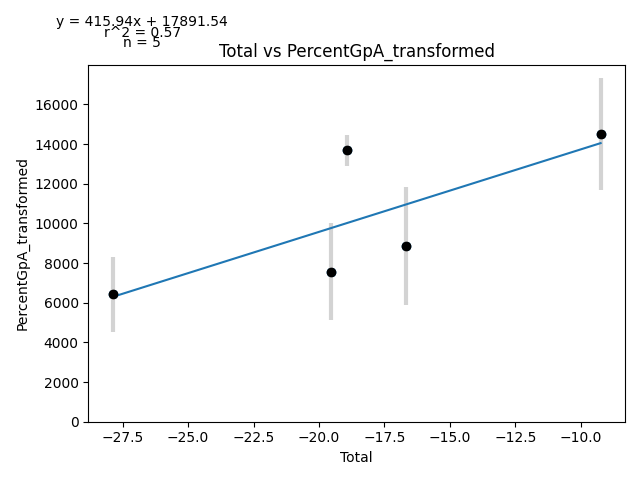 y = 415.94x + 17891.54
r^2 = 0.57
n = 5
Total vs PercentGpA_transformed
PercentGpA_transformed
16000
14000
12000
10000
8000
6000
4000
2000
0
−27.5 −25.0 −22.5 −20.0 −17.5 −15.0 −12.5 −10.0
Total